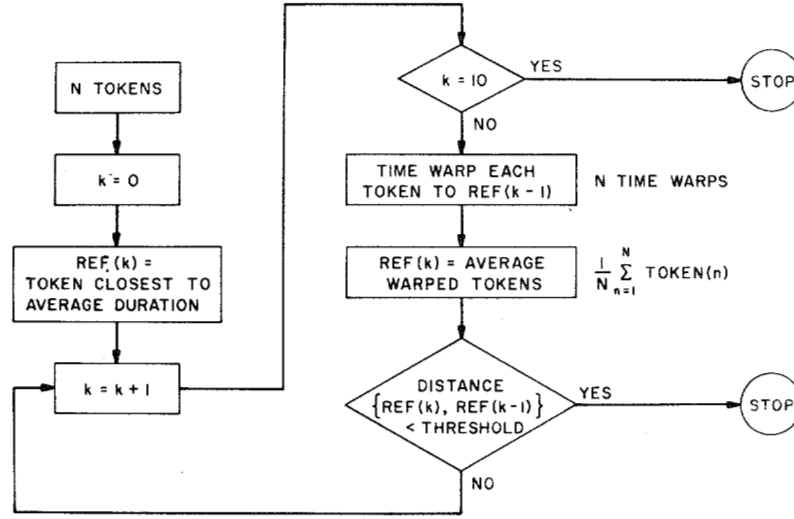 N TOKENS
k = 0
REF(k) =
TOKEN CLOSEST TO
AVERAGE DURATION
k = k + 1
k = 10
YES
STOP
NO
TIME WARP EACH
TOKEN TO REF(k-1)
N TIME WARPS
REF(k) = AVERAGE
WARPED TOKENS
1/N N Σ n=1 TOKEN(n)
DISTANCE
{REF(k), REF(k-1)}
< THRESHOLD
YES
STOP
NO